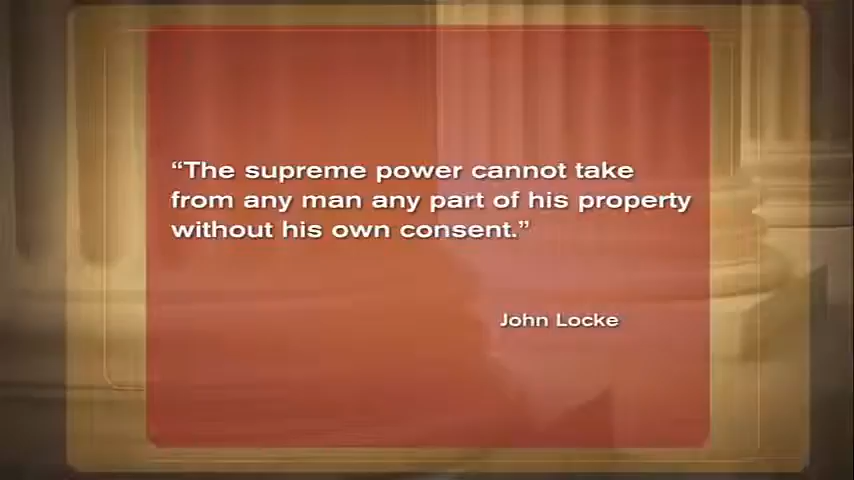 “The supreme power cannot take
from any man any part of his property
without his own consent.”
John Locke